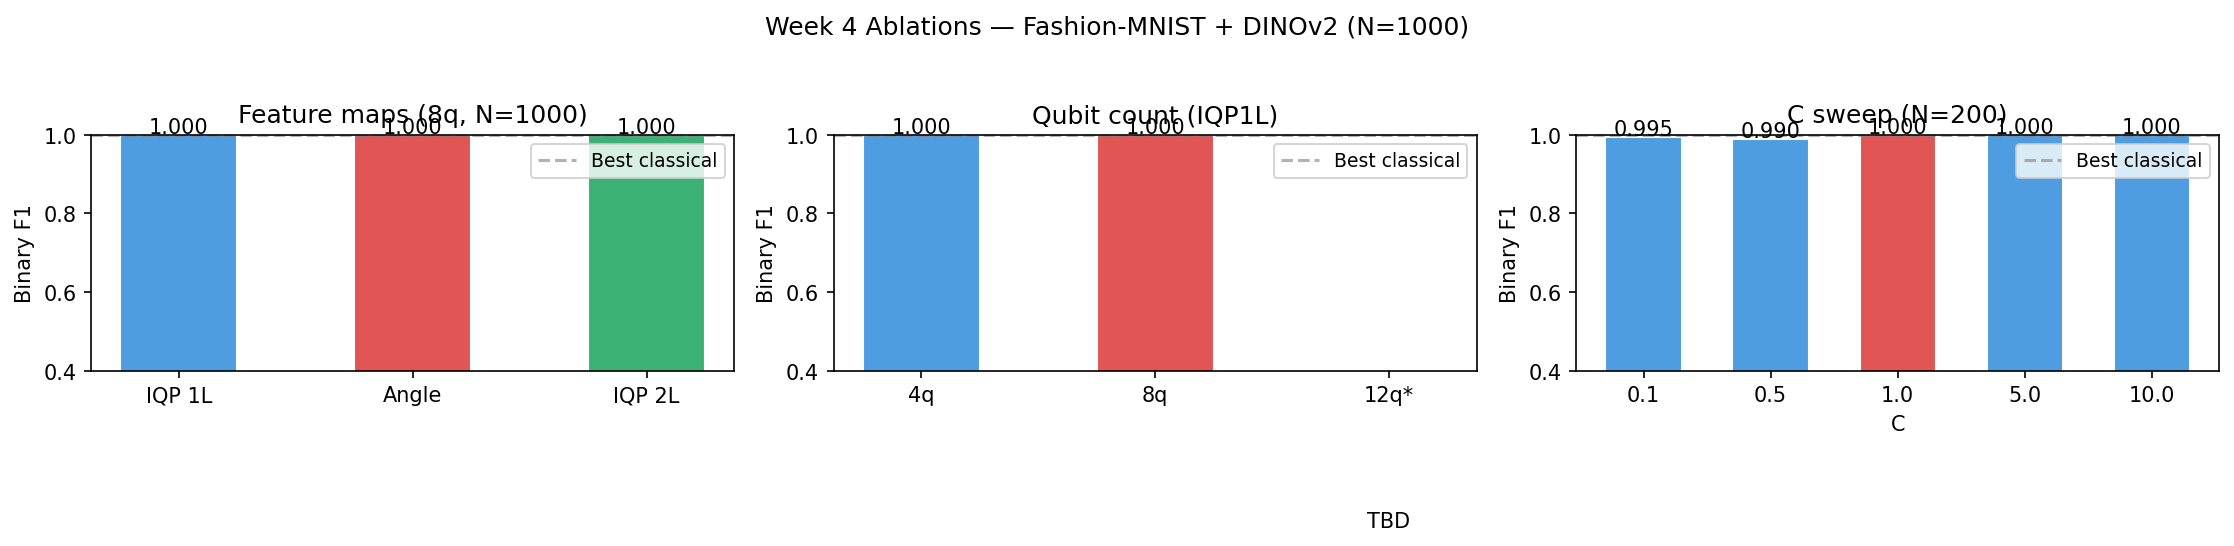 Week 4 Ablations — Fashion-MNIST + DINOv2 (N=1000)
Feature maps (8q, N=1000)
1.000
1.000
1.000
Best classical
Binary F1
1.0
0.8
0.6
0.4
IQP 1L
Angle
IQP 2L
Qubit count (IQP1L)
1.000
1.000
Best classical
Binary F1
1.0
0.8
0.6
0.4
4q
8q
12q*
TBD
C sweep (N=200)
0.995
0.990
1.000
1.000
1.000
Best classical
Binary F1
1.0
0.8
0.6
0.4
0.1
0.5
1.0
5.0
10.0
C